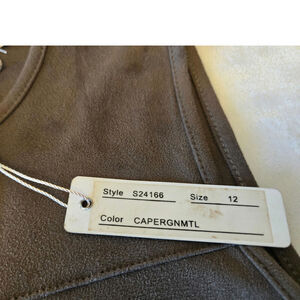 Style S24166 Size 12
Color CAPERGNMTL